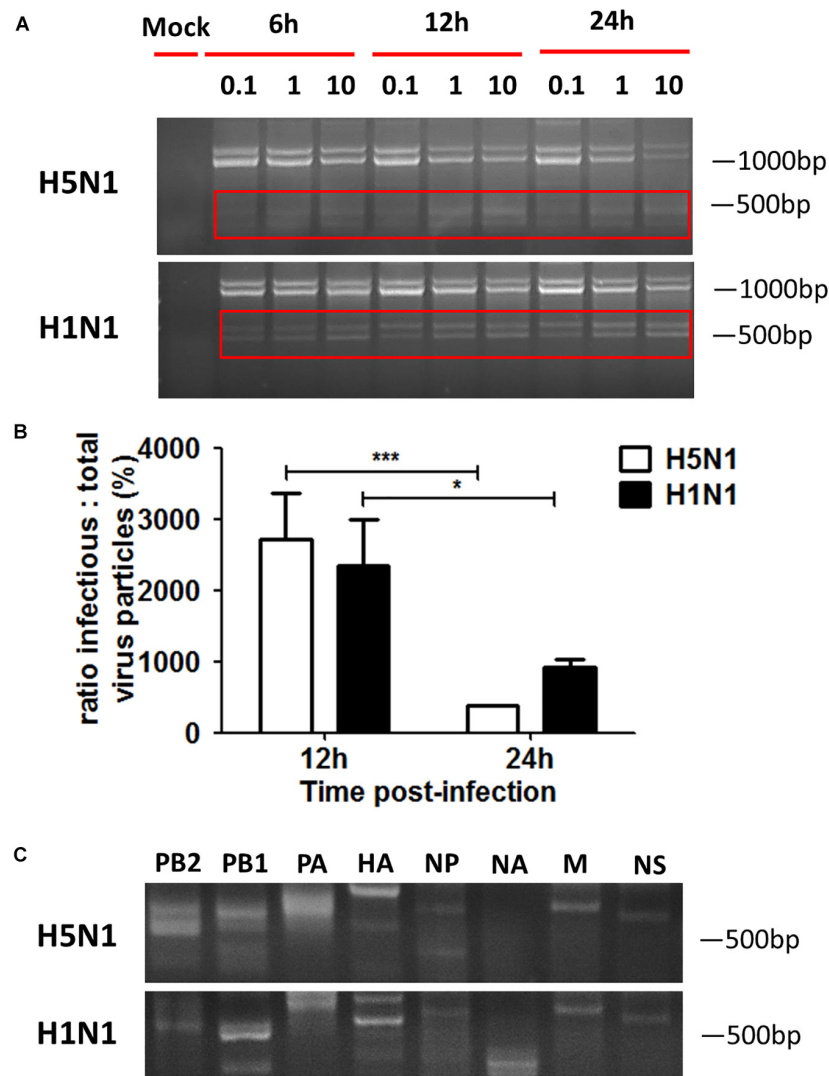 A
Mock 6h 12h 24h
0.1 1 10 0.1 1 10 0.1 1 10
H5N1
—1000bp
—500bp
H1N1
—1000bp
—500bp
B
ratio infectious : total
virus particles (%)
4000
3000
2000
1000
0
***
*
H5N1
H1N1
12h 24h
Time post-infection
C
PB2 PB1 PA HA NP NA M NS
H5N1
—500bp
H1N1
—500bp